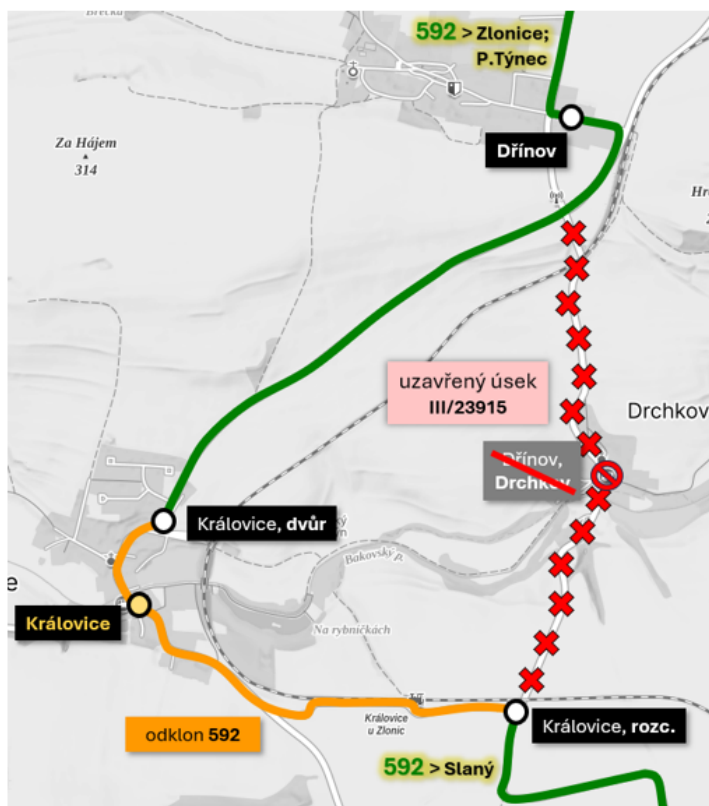 Brečka
592 > Zlonice;
P.Týnec
Za Hájem
314
Dřínov
uzavřený úsek
III/23915
Drchkov
Dřínov,
Drchkov
Královice, dvůr
Bakovský p.
Královice
Na rybníčkách
odklon 592
Královice
u Zlonic
Královice, rozc.
592 > Slaný